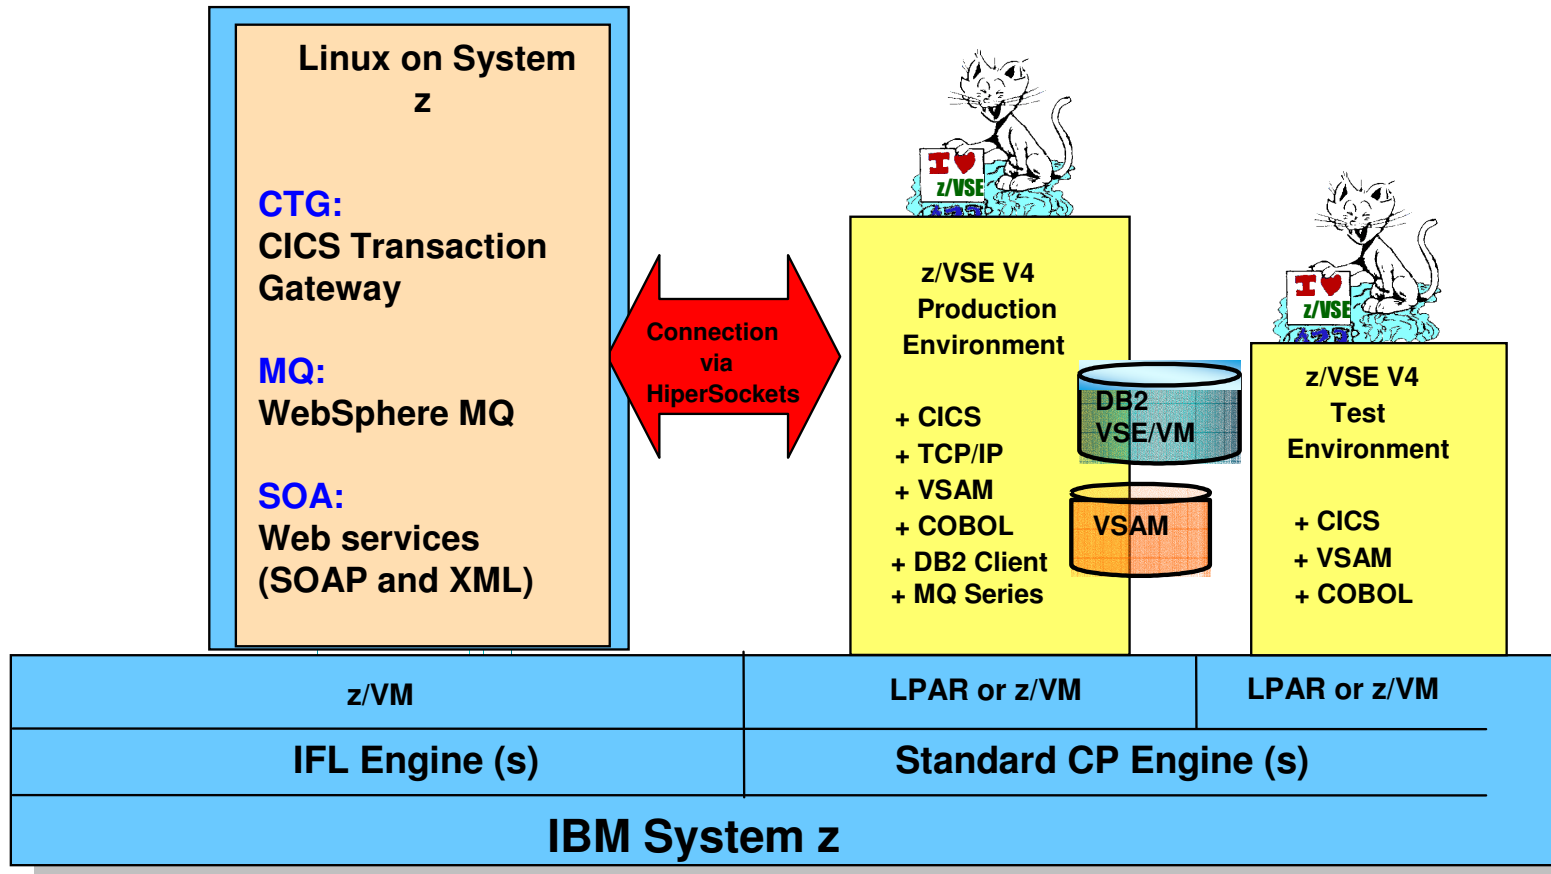 Linux on System
z
CTG:
CICS Transaction
Gateway
MQ:
WebSphere MQ
SOA:
Web services
(SOAP and XML)
Connection
via
HiperSockets
I ♥
z/VSE
z/VSE V4
Production
Environment
+ CICS
+ TCP/IP
+ VSAM
+ COBOL
+ DB2 Client
+ MQ Series
DB2
VSE/VM
VSAM
I ♥
z/VSE
z/VSE V4
Test
Environment
+ CICS
+ VSAM
+ COBOL
z/VM
LPAR or z/VM
LPAR or z/VM
IFL Engine (s)
Standard CP Engine (s)
IBM System z